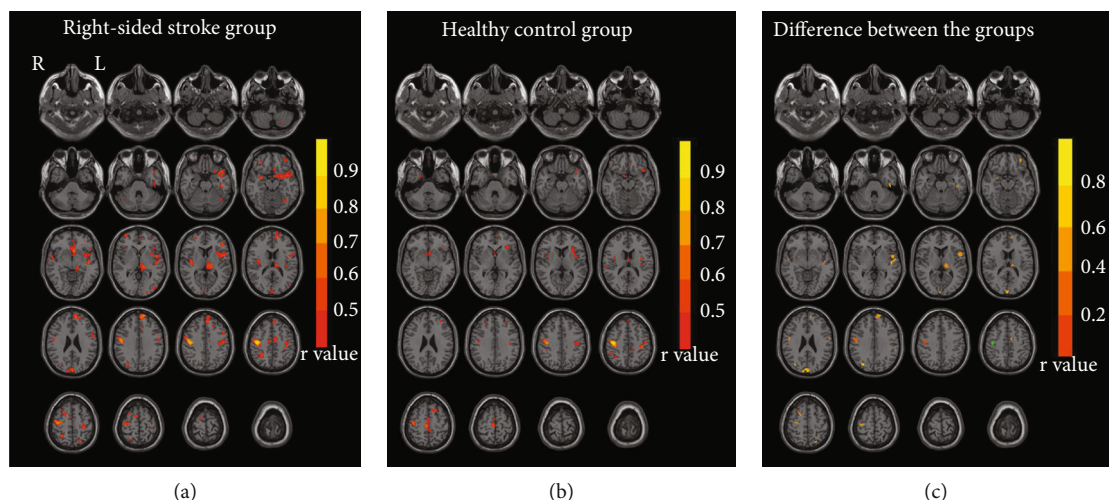 Right-sided stroke group
R L
0.9
0.8
0.7
0.6
0.5
r value
(a)
Healthy control group
0.9
0.8
0.7
0.6
0.5
r value
(b)
Difference between the groups
0.8
0.6
0.4
0.2
r value
(c)